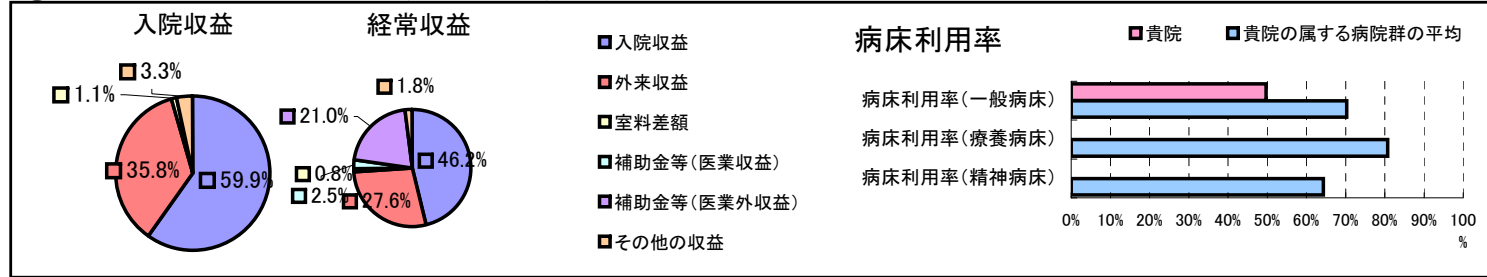 入院収益
3.3%
1.1%
35.8%
59.9%
経常収益
1.8%
21.0%
46.2%
0.8%
2.5%
27.6%
入院収益
外来収益
室料差額
補助金等(医業収益)
補助金等(医業外収益)
その他の収益
病床利用率
貴院 貴院の属する病院群の平均
病床利用率(一般病床)
病床利用率(療養病床)
病床利用率(精神病床)
0% 10% 20% 30% 40% 50% 60% 70% 80% 90% 100
%